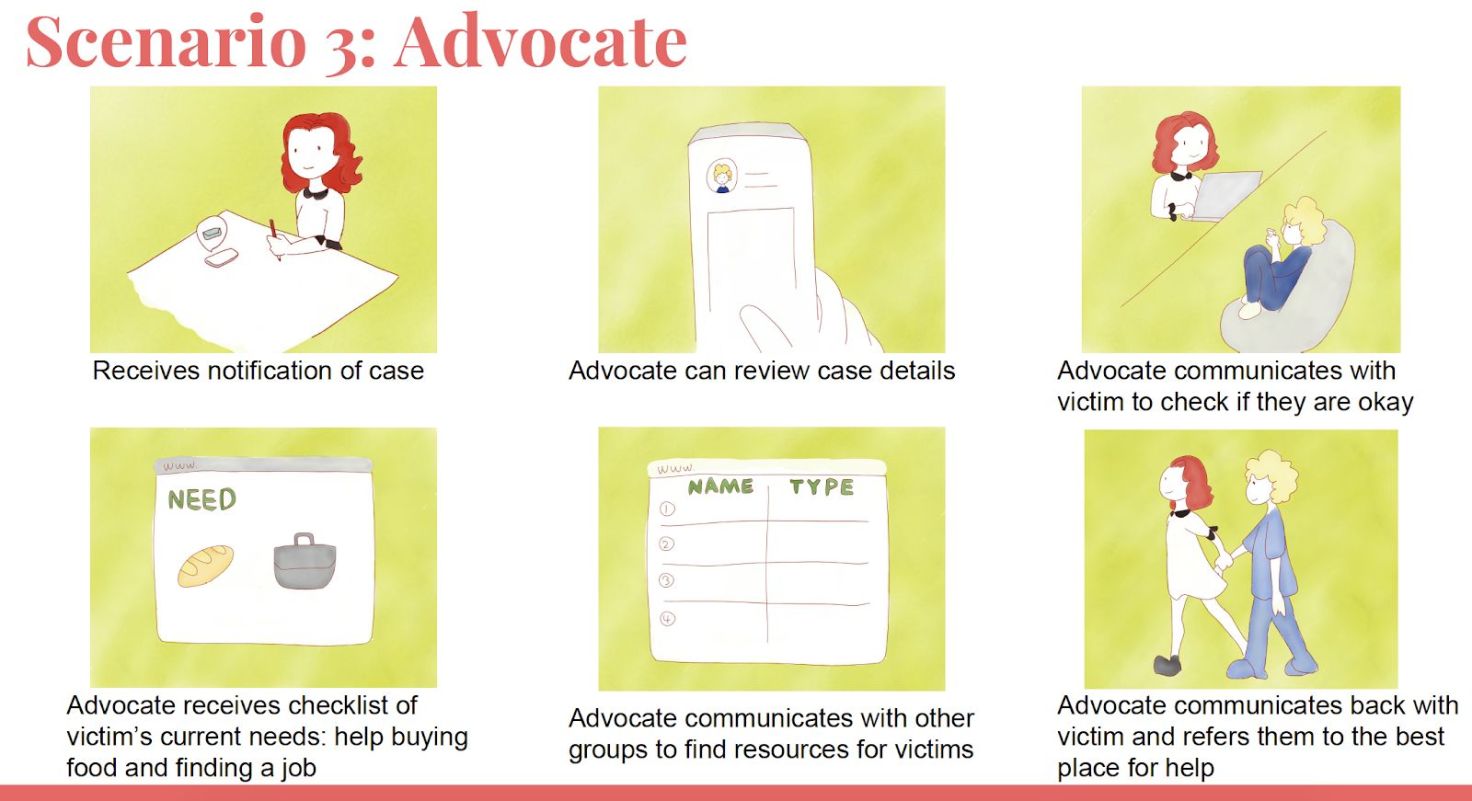 Scenario 3: Advocate
Receives notification of case
Advocate can review case details
Advocate communicates with
victim to check if they are okay
www.
NEED
Advocate receives checklist of
victim's current needs: help buying
food and finding a job
www
NAME TYPE
1
2
3
4
Advocate communicates with other
groups to find resources for victims
Advocate communicates back with
victim and refers them to the best
place for help